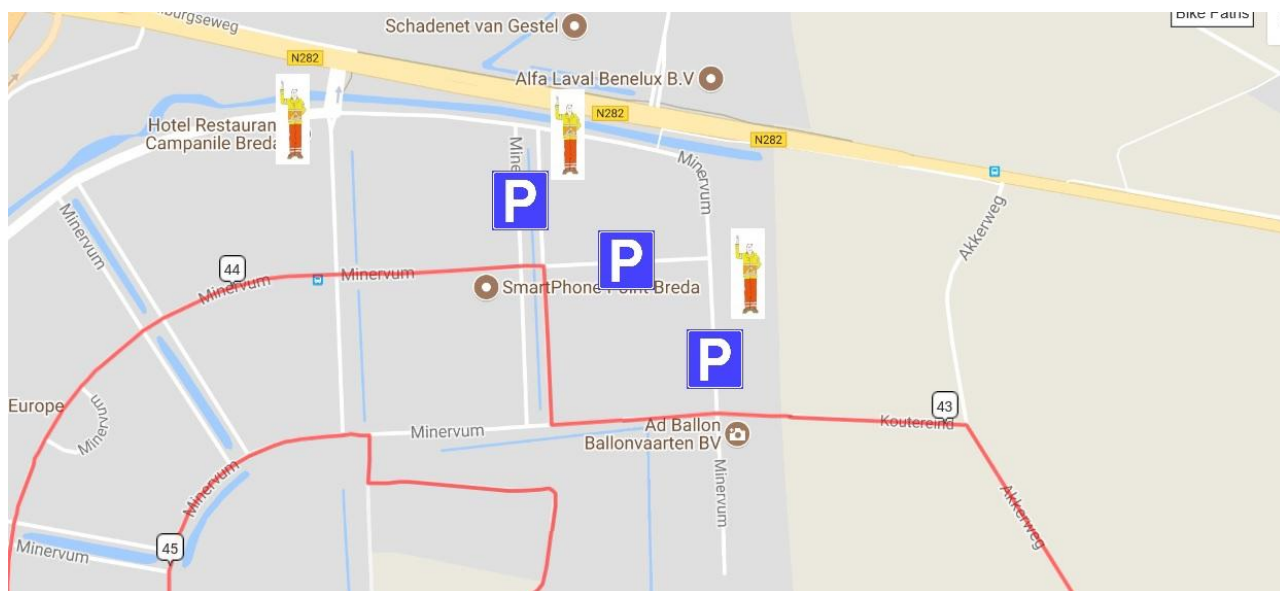 Bike Paths
burgseweg
Schadenet van Gestel
N282
Alfa Laval Benelux B.V
N282
Hotel Restauran
Campanile Breda
N282
Minervum
P
Minervum
Akkerweg
Minervum
P
44
Minervum
Minervum
SmartPhone Point Breda
P
43
Europe
Minervum
Minervum
Ad Ballon
Ballonvaarten BV
Koutereind
Minervum
Minervum
Akkerweg
45
Minervum